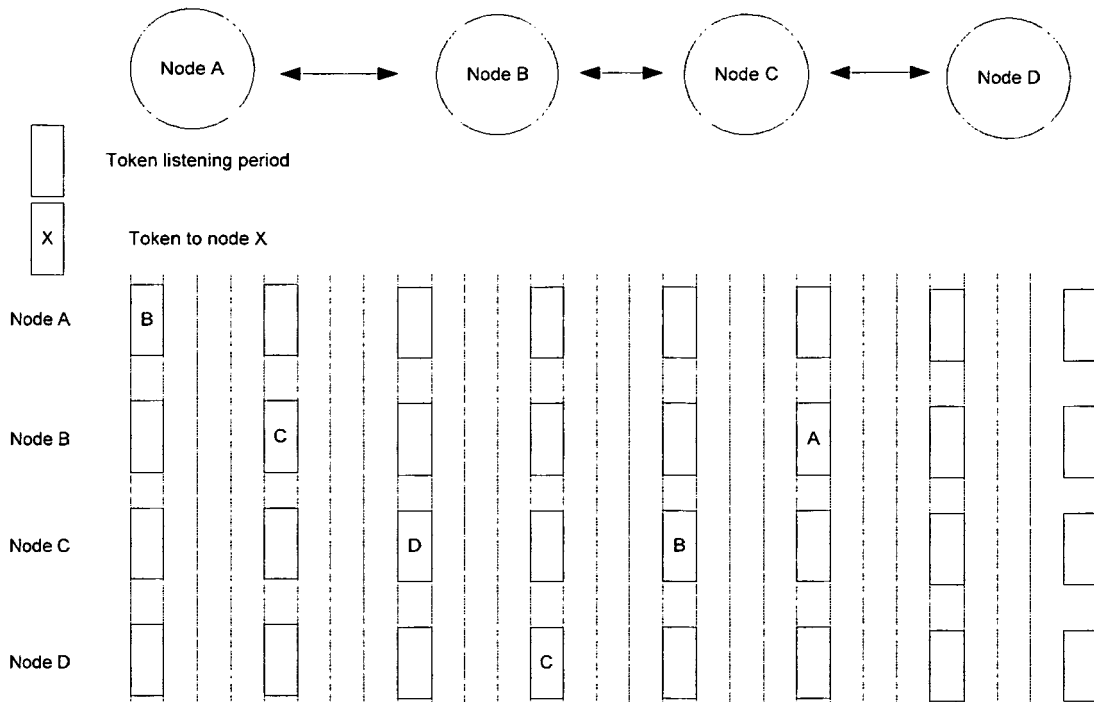 Node A
Node B
Node C
Node D
Token listening period
X
Token to node X
Node A B
Node B C A
Node C D B
Node D C